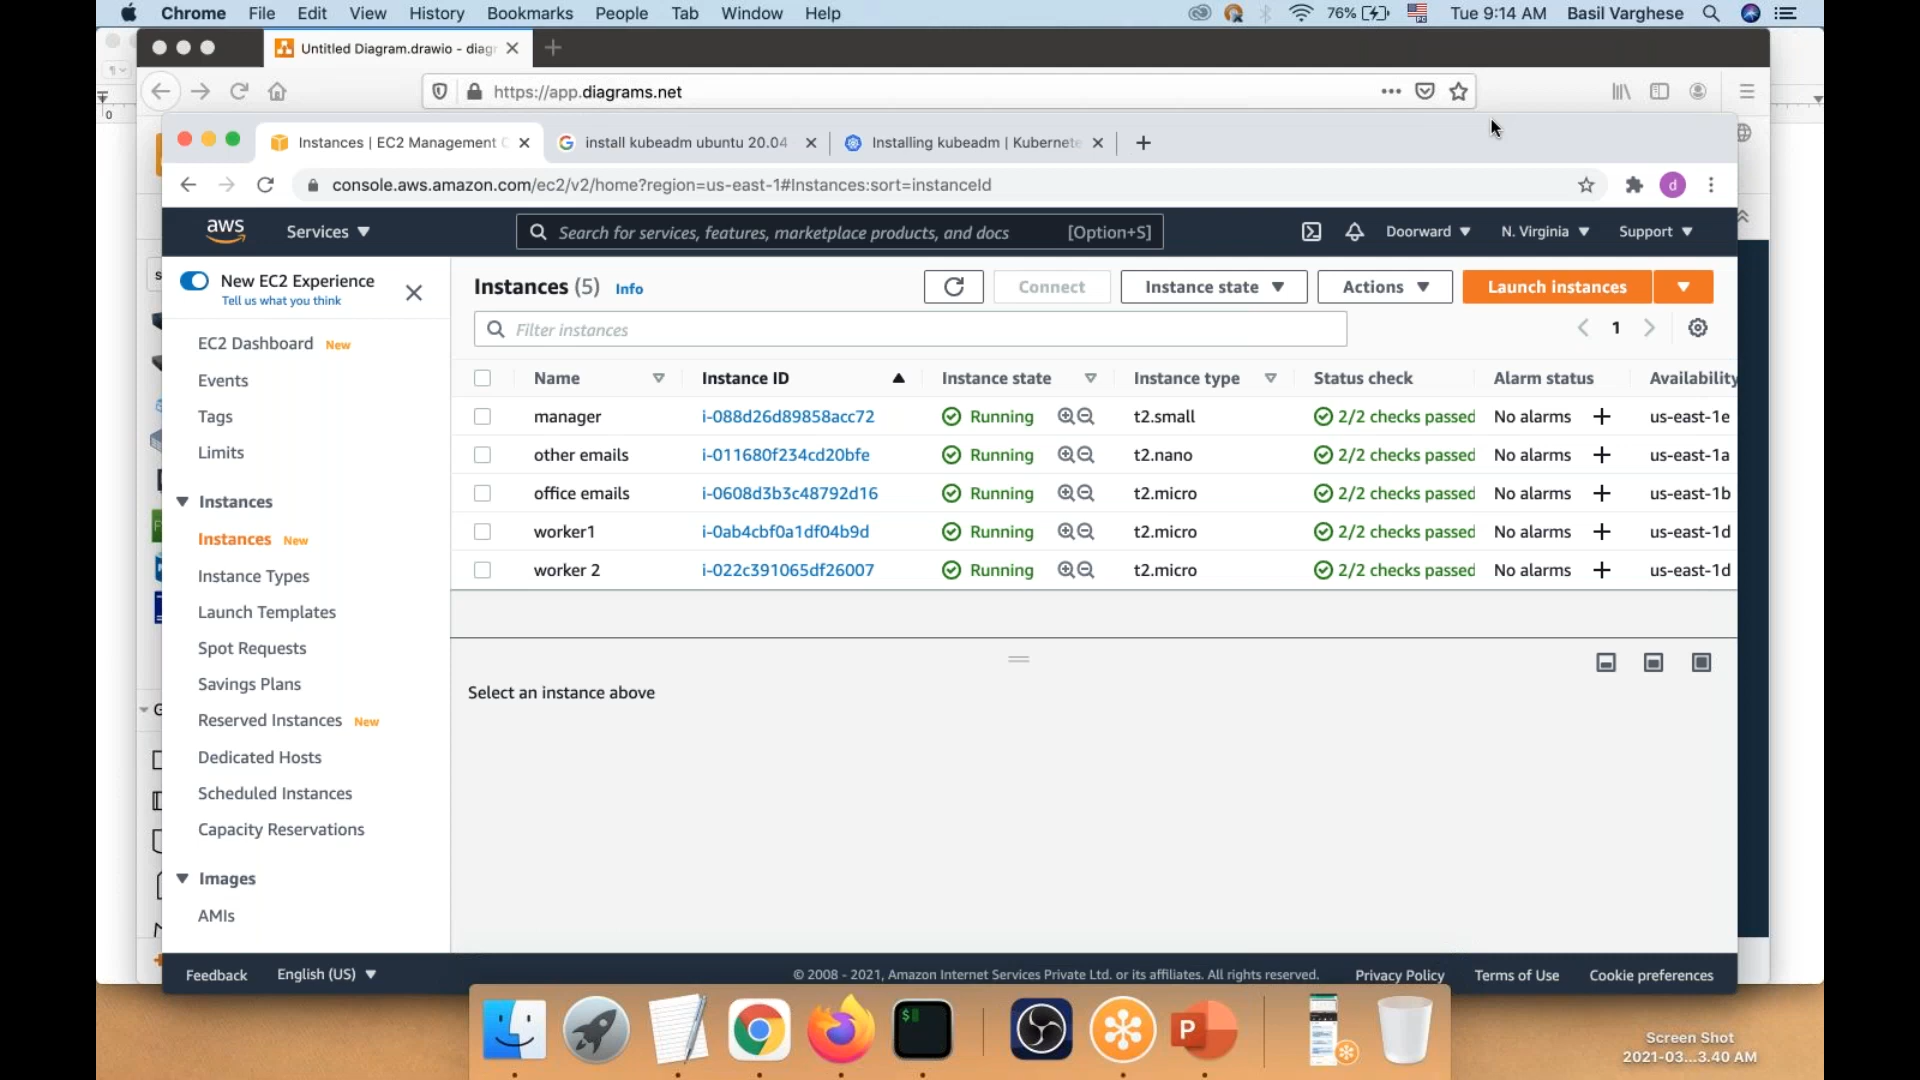 Chrome File Edit View History Bookmarks People Tab Window Help 76% Tue 9:14 AM Basil Varghese
Untitled Diagram.drawio - diagr
https://app.diagrams.net
0
Instances | EC2 Management C
install kubeadm ubuntu 20.04
Installing kubeadm | Kubernete
console.aws.amazon.com/ec2/v2/home?region=us-east-1#Instances:sort=instanceId
d
aws Services Search for services, features, marketplace products, and docs [Option+S] Doorward N. Virginia Support
New EC2 Experience
Tell us what you think
EC2 Dashboard New
Events
Tags
Limits
Instances
Instances New
Instance Types
Launch Templates
Spot Requests
Savings Plans
Reserved Instances New
Dedicated Hosts
Scheduled Instances
Capacity Reservations
Images
AMIs
Instances (5) Info Connect Instance state Actions Launch instances
Filter instances 1
Name Instance ID Instance state Instance type Status check Alarm status Availability
manager i-088d26d89858acc72 Running t2.small 2/2 checks passed No alarms + us-east-1e
other emails i-011680f234cd20bfe Running t2.nano 2/2 checks passed No alarms + us-east-1a
office emails i-0608d3b3c48792d16 Running t2.micro 2/2 checks passed No alarms + us-east-1b
worker1 i-0ab4cbf0a1df04b9d Running t2.micro 2/2 checks passed No alarms + us-east-1d
worker 2 i-022c391065df26007 Running t2.micro 2/2 checks passed No alarms + us-east-1d
Select an instance above
Feedback English (US) © 2008 - 2021, Amazon Internet Services Private Ltd. or its affiliates. All rights reserved. Privacy Policy Terms of Use Cookie preferences
$
P
Screen Shot
2021-03...3.40 AM